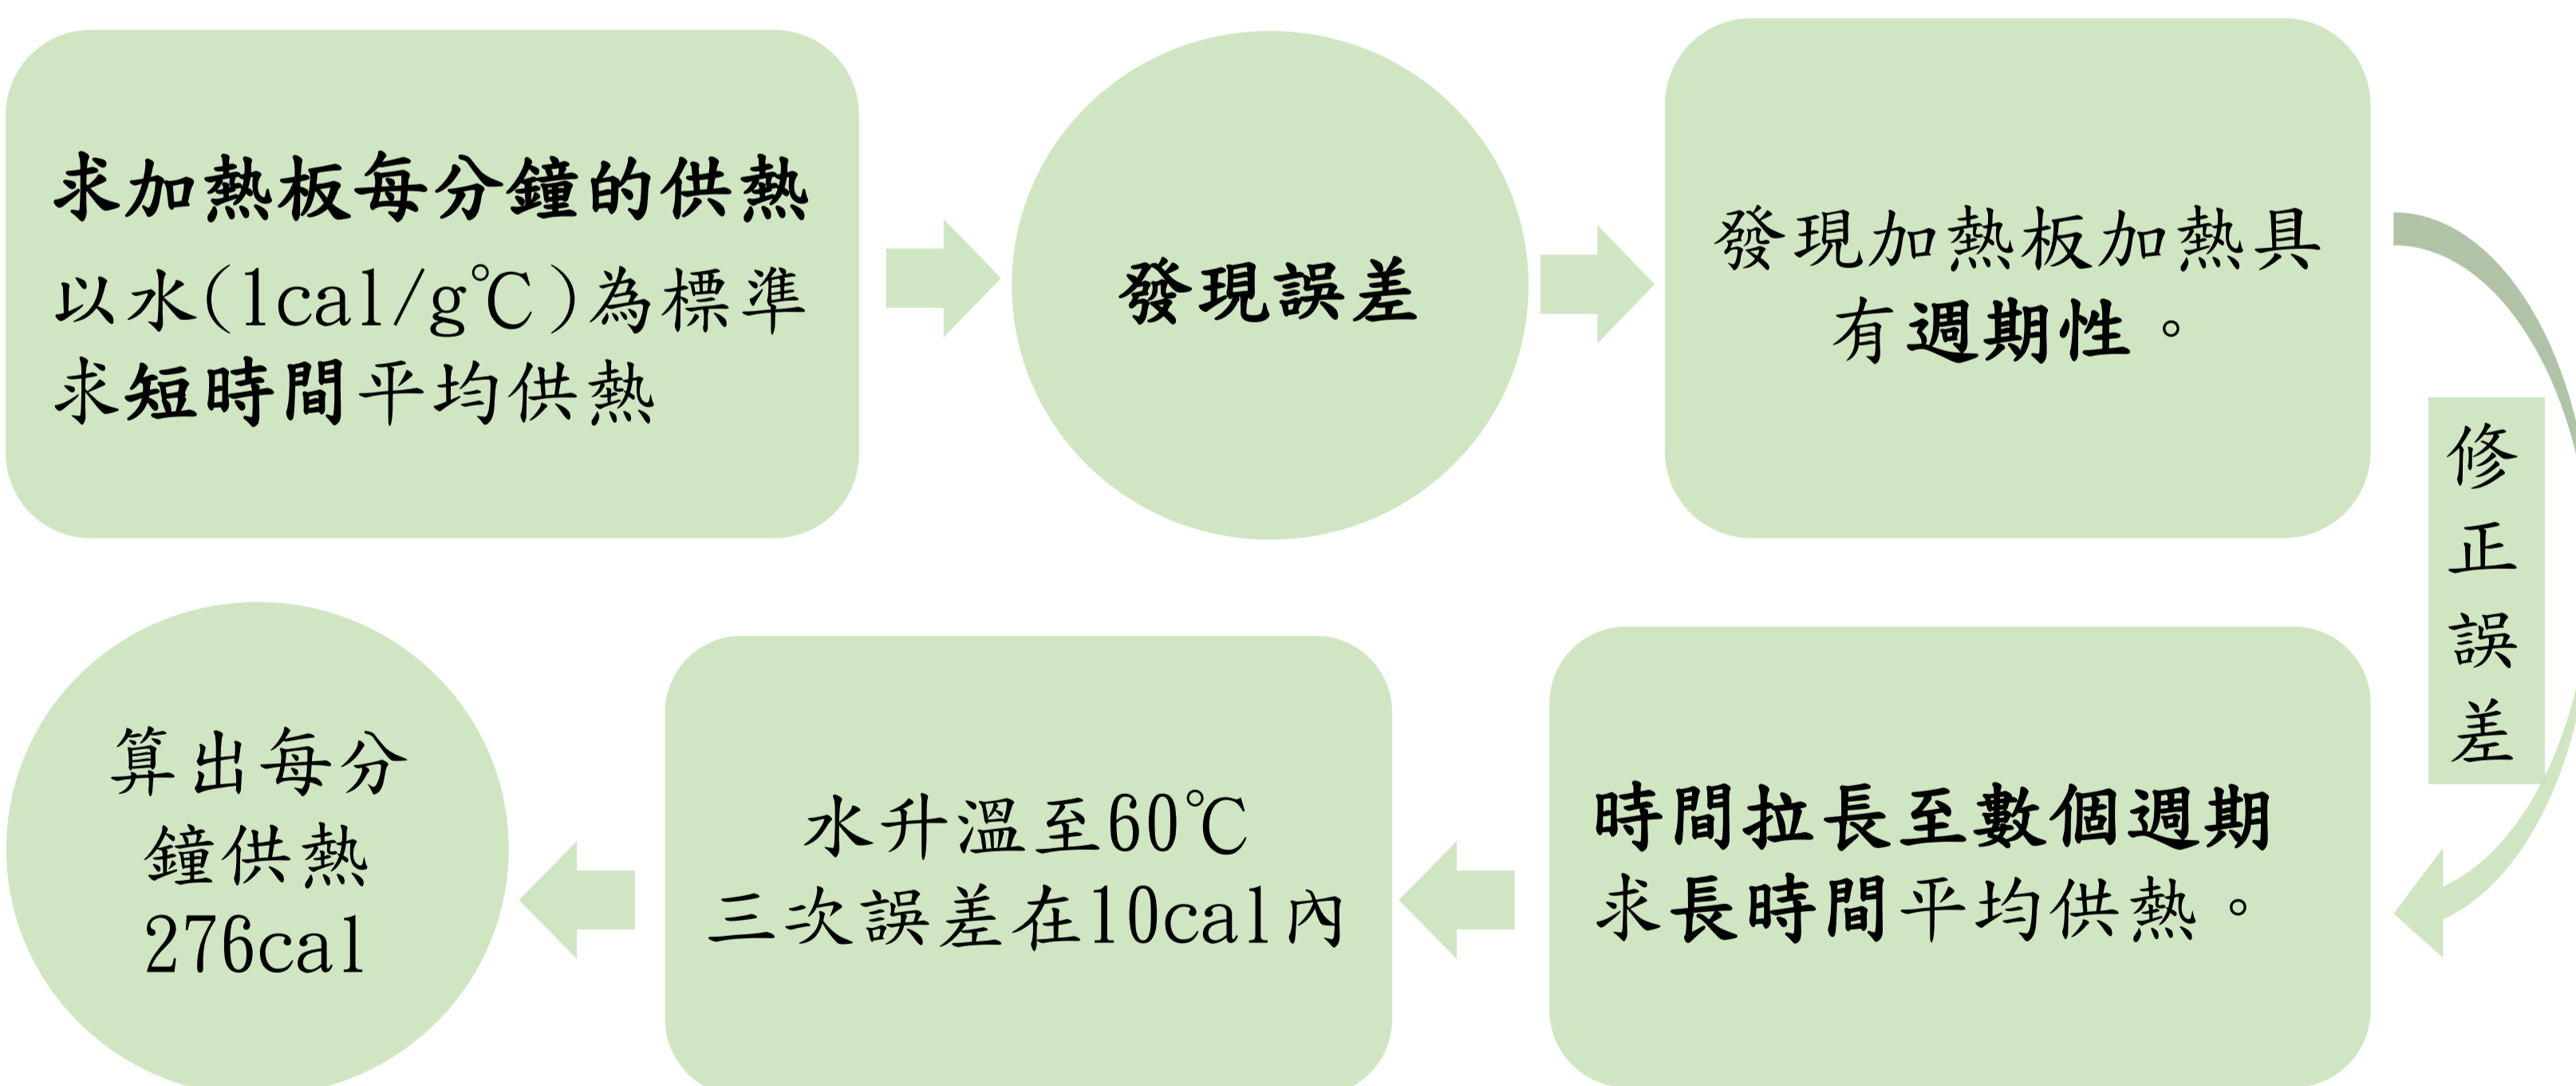 求加熱板每分鐘的供熱
以水(1cal/g℃)為標準
求短時間平均供熱
發現誤差
發現加熱板加熱具
有週期性。
修
正
誤
差
時間拉長至數個週期
求長時間平均供熱。
水升溫至60℃
三次誤差在10cal內
算出每分
鐘供熱
276cal